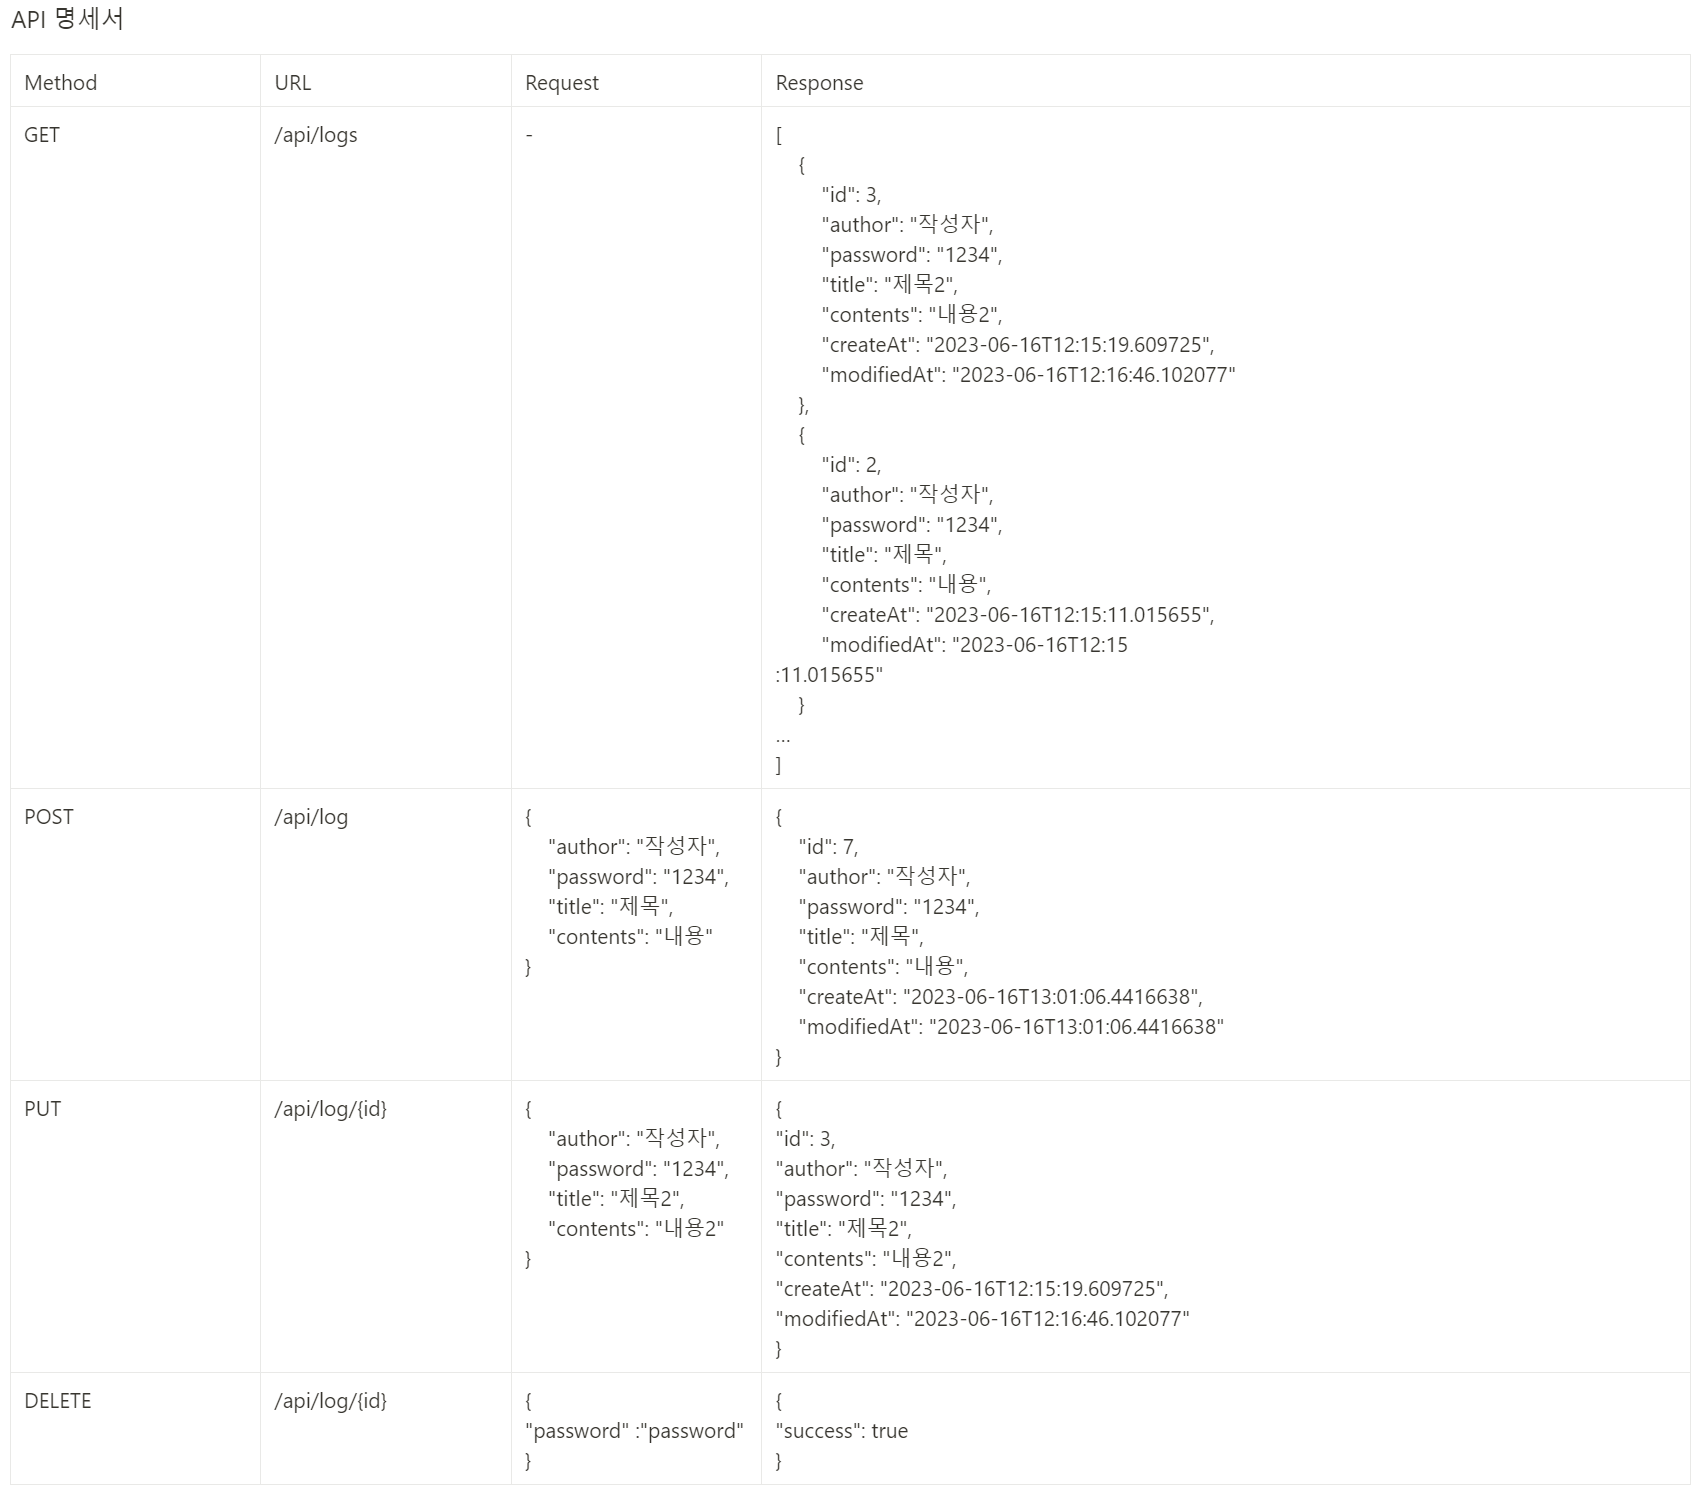 API 명세서
Method URL Request Response
GET /api/logs - [
{
"id": 3,
"author": "작성자",
"password": "1234",
"title": "제목2",
"contents": "내용2",
"createAt": "2023-06-16T12:15:19.609725",
"modifiedAt": "2023-06-16T12:16:46.102077"
},
{
"id": 2,
"author": "작성자",
"password": "1234",
"title": "제목",
"contents": "내용",
"createAt": "2023-06-16T12:15:11.015655",
"modifiedAt": "2023-06-16T12:15
:11.015655"
}
...
]
POST /api/log
{
"author": "작성자",
"password": "1234",
"title": "제목",
"contents": "내용"
}
{
"id": 7,
"author": "작성자",
"password": "1234",
"title": "제목",
"contents": "내용",
"createAt": "2023-06-16T13:01:06.4416638",
"modifiedAt": "2023-06-16T13:01:06.4416638"
}
PUT /api/log/{id}
{
"author": "작성자",
"password": "1234",
"title": "제목2",
"contents": "내용2"
}
{
"id": 3,
"author": "작성자",
"password": "1234",
"title": "제목2",
"contents": "내용2",
"createAt": "2023-06-16T12:15:19.609725",
"modifiedAt": "2023-06-16T12:16:46.102077"
}
DELETE /api/log/{id}
{
"password" :"password"
}
{
"success": true
}